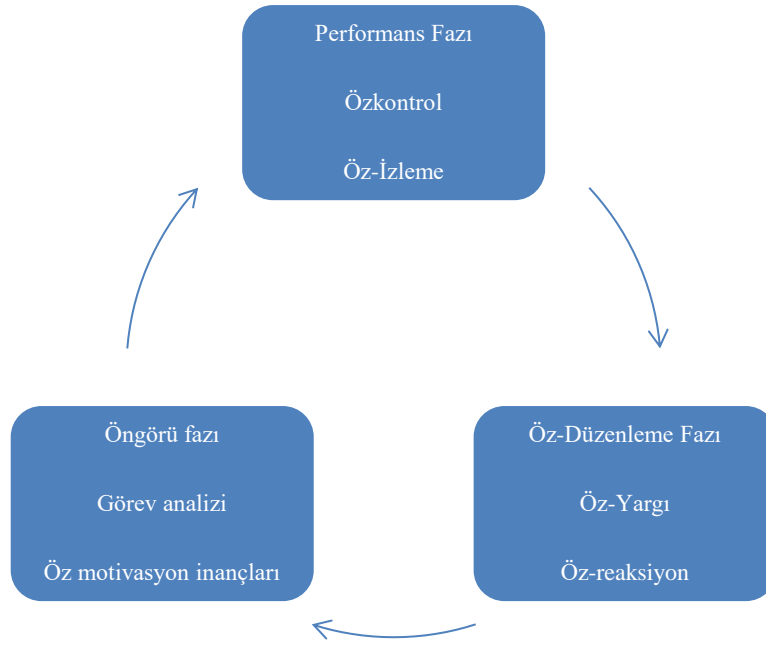 Performans Fazı
Özkontrol
Öz-İzleme
Öngörü fazı
Görev analizi
Öz motivasyon inançları
Öz-Düzenleme Fazı
Öz-Yargı
Öz-reaksiyon